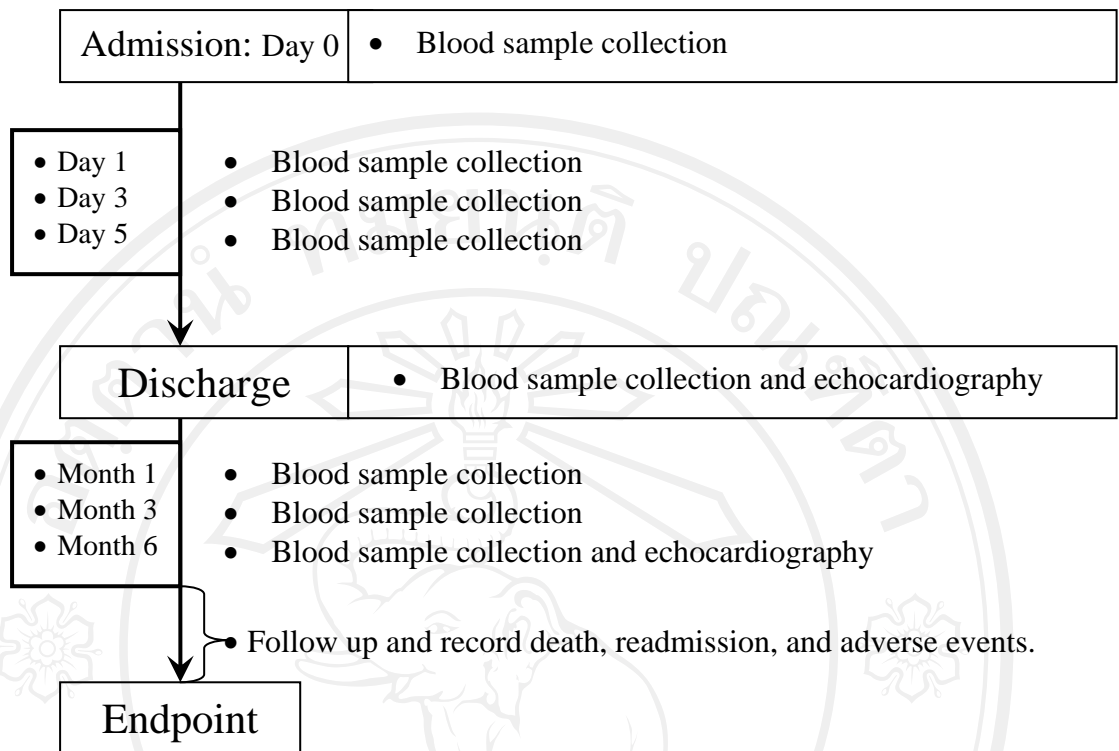 Admission: Day 0 • Blood sample collection
• Day 1 • Blood sample collection
• Day 3 • Blood sample collection
• Day 5 • Blood sample collection
Discharge • Blood sample collection and echocardiography
• Month 1 • Blood sample collection
• Month 3 • Blood sample collection
• Month 6 • Blood sample collection and echocardiography
• Follow up and record death, readmission, and adverse events.
Endpoint